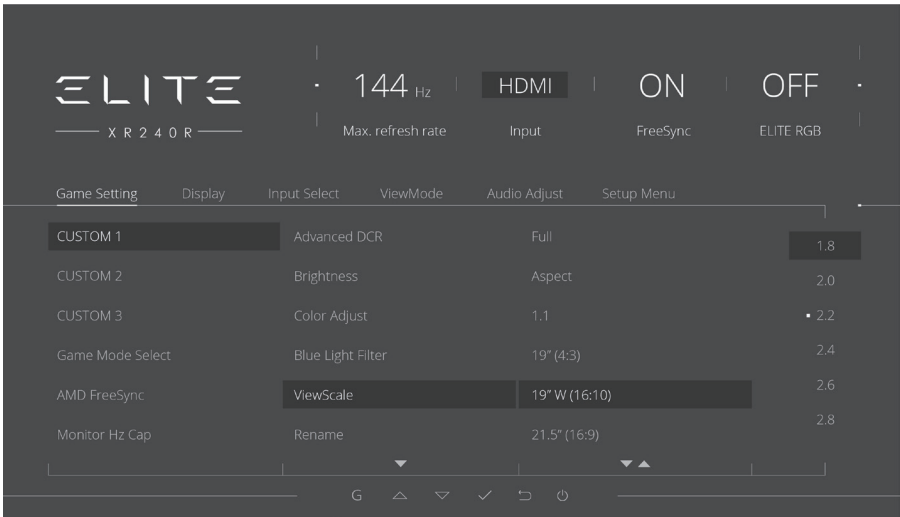 ELITE
XR240R
144 Hz HDMI ON OFF
Max. refresh rate Input FreeSync ELITE RGB
Game Setting Display Input Select ViewMode Audio Adjust Setup Menu
CUSTOM 1 Advanced DCR Full 1.8
CUSTOM 2 Brightness Aspect 2.0
CUSTOM 3 Color Adjust 1.1 2.2
Game Mode Select Blue Light Filter 19” (4:3) 2.4
AMD FreeSync ViewScale 19” W (16:10) 2.6
Monitor Hz Cap Rename 21.5” (16:9) 2.8
G